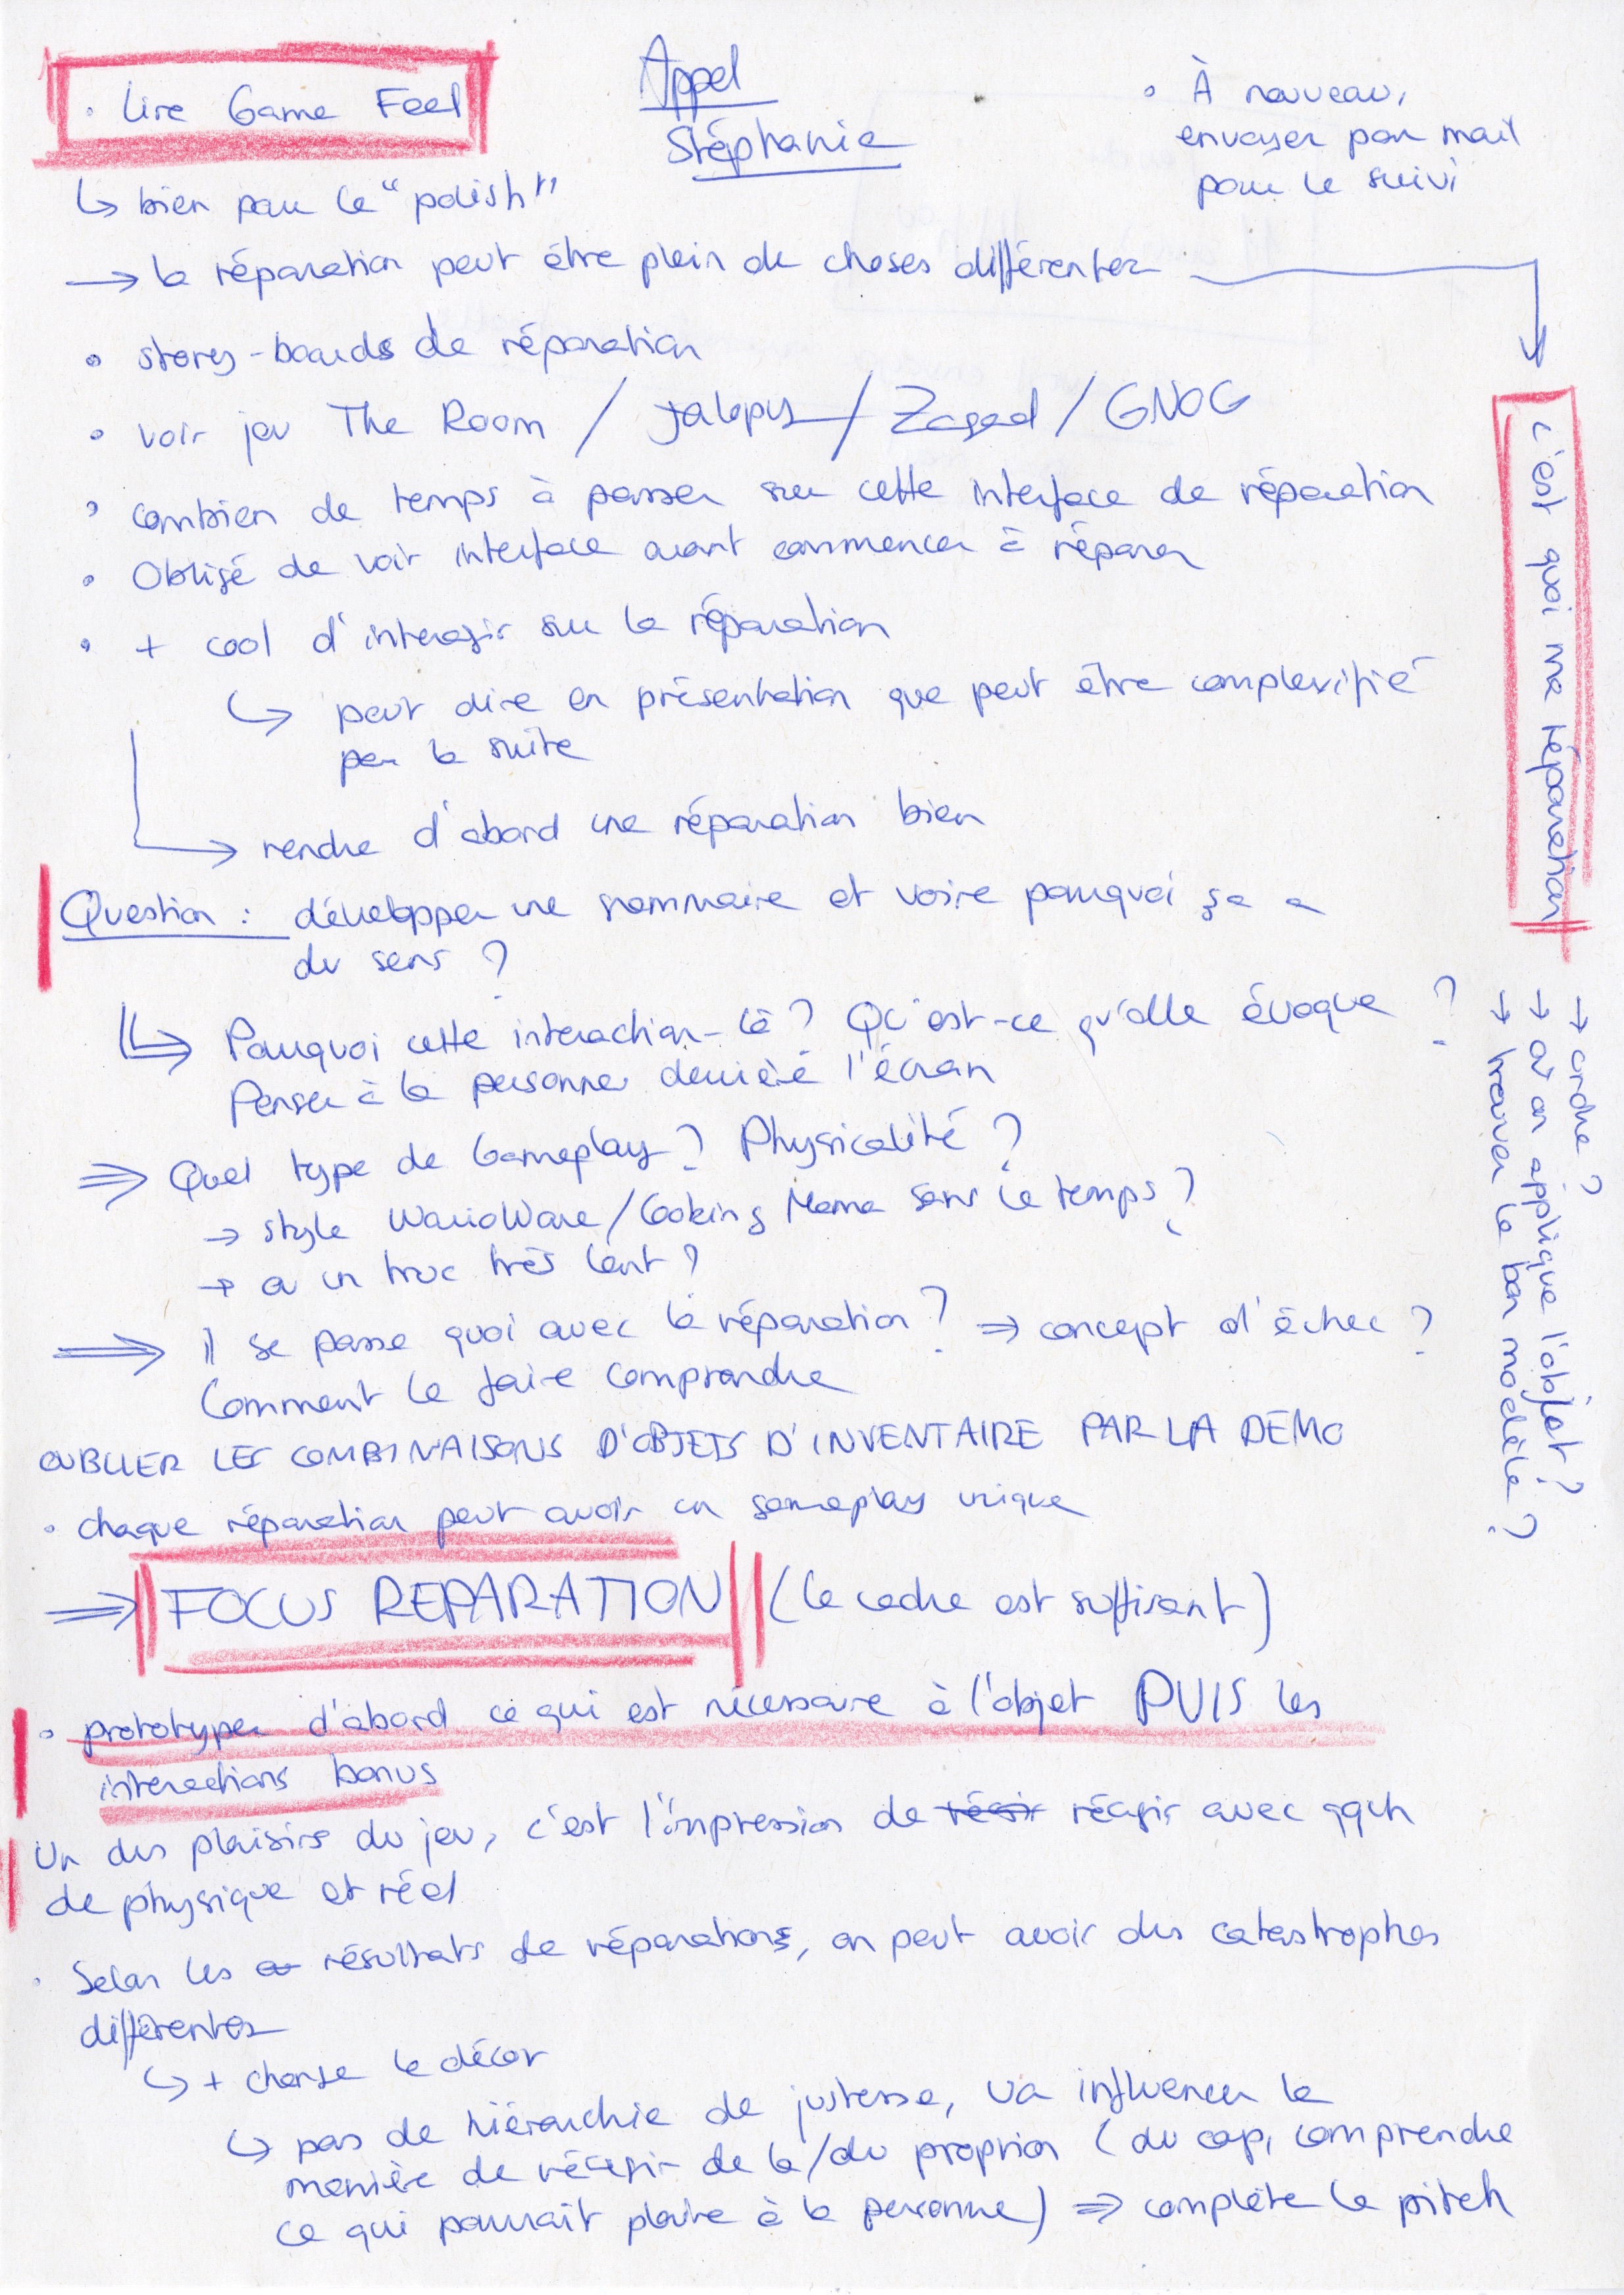 • Lire Game Feel
Appel
Stéphanie
• À nouveau,
envoyer par mail
pour le suivi
↳ bien pour le "polish"
→ la réparation peut être plein de choses différentes
• story-boards de réparation
• voir jeu The Room / Jalopy / Zagad / GNOG
• combien de temps à passer sur cette interface de réparation
• Obligé de voir interface avant commencer à réparer
• + cool d'interagir sur la réparation
↳ peut dire en présentation que peut être complexifié
par la suite
→ rendre d'abord une réparation bien
c'est quoi ma réparation
→ ordre ?
→ où on applique l'objet ?
→ trouver le bon modèle ?
Question : développer une grammaire et voire pourquoi ça a
du sens ?
↳ Pourquoi cette interaction-là ? Qu'est-ce qu'elle évoque ?
Penser à la personne derrière l'écran
⇒ Quel type de Gameplay ? Physicalité ?
→ style WarioWare/Cooking Mama sans le temps ?
→ ou un truc très lent ?
⇒ Il se passe quoi avec la réparation ? ⇒ concept d'échec ?
Comment le faire comprendre
OUBLIER LES COMBINAISONS D'OBJETS D'INVENTAIRE PAR LA DEMO
• chaque réparation peut avoir un gameplay unique
⇒ FOCUS REPARATION (le cadre est suffisant)
• prototyper d'abord ce qui est nécessaire à l'objet PUIS les
interactions bonus
Un des plaisirs du jeu, c'est l'impression de réagir avec qqch
de physique et réel
• Selon les résultats de réparations, on peut avoir des catastrophes
différentes
↳ + change le décor
↳ pas de hiérarchie de justesse, va influencer la
manière de réagir de la/du proprio (du cap, comprendre
ce qui pourrait plaire à la personne) ⇒ complète le pitch